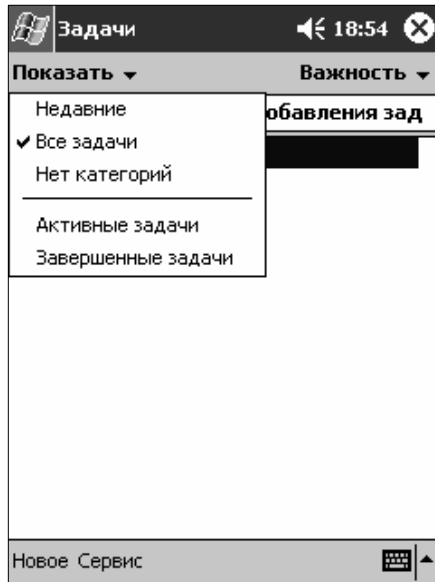 Задачи 18:54
Показать Важность
Недавние
обавления зад
Все задачи
Нет категорий
Активные задачи
Завершенные задачи
Новое Сервис